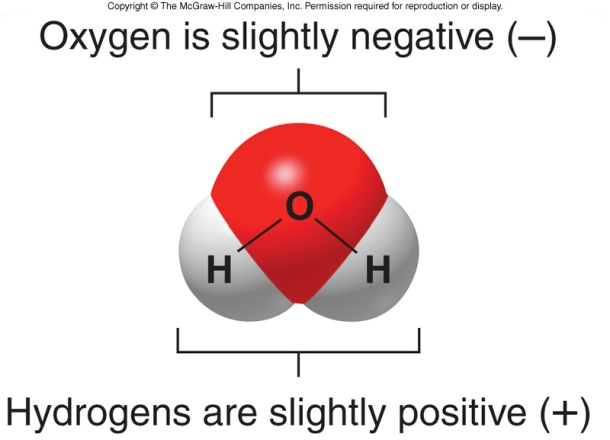 Copyright © The McGraw-Hill Companies, Inc. Permission required for reproduction or display.
Oxygen is slightly negative (–)
O
H H
Hydrogens are slightly positive (+)